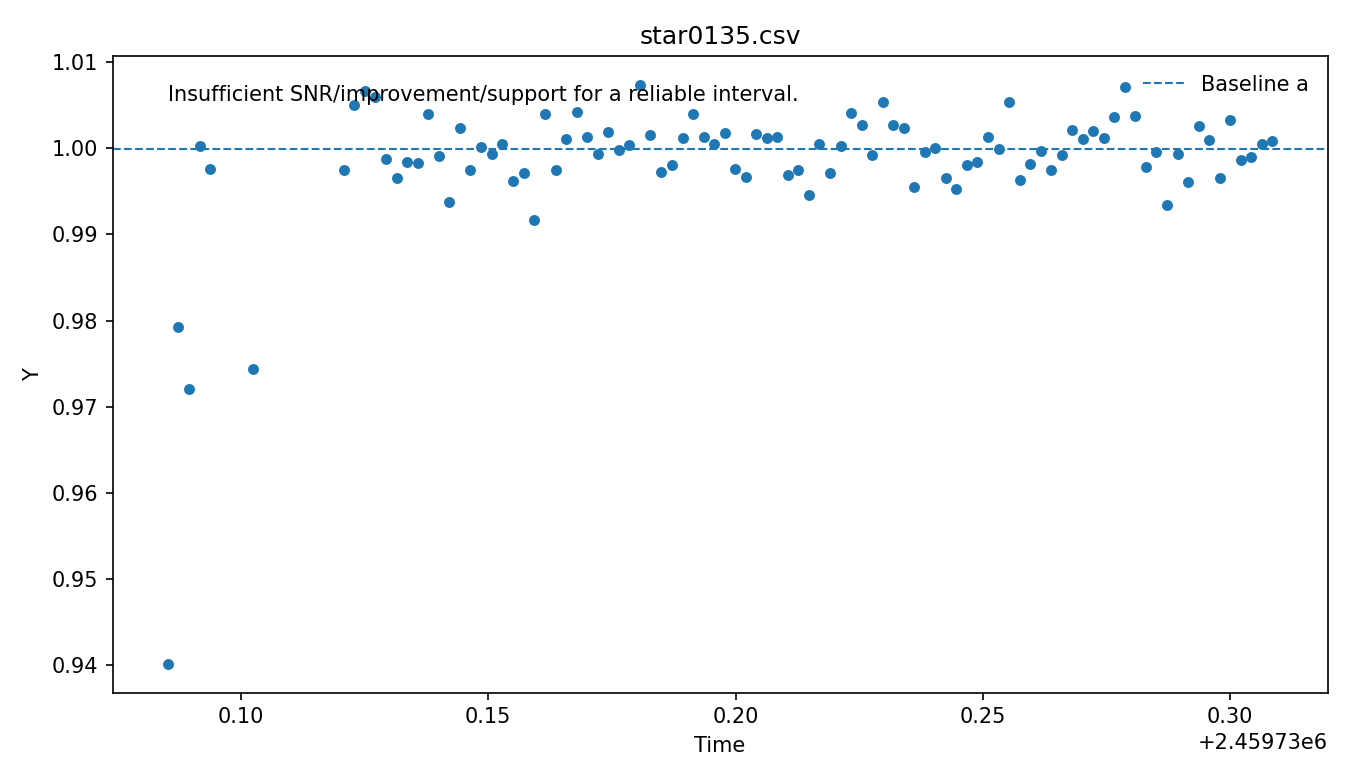 star0135.csv
Insufficient SNR/improvement/support for a reliable interval.
Baseline a
1.01
1.00
0.99
0.98
0.97
0.96
0.95
0.94
Y
0.10
0.15
0.20
0.25
0.30
Time
+2.45973e6